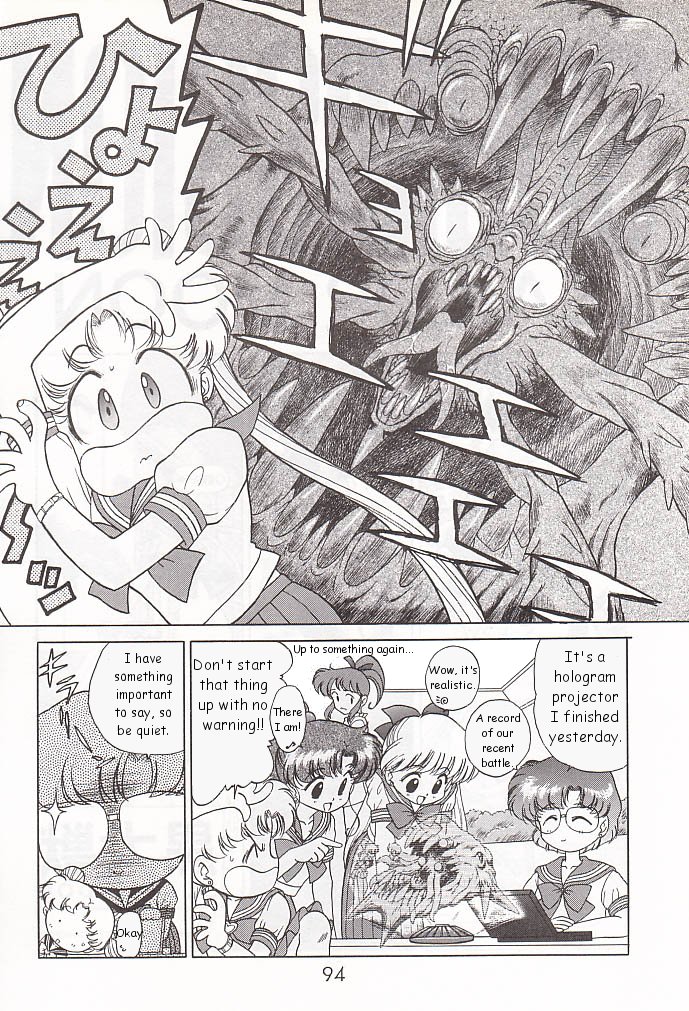 ひょええ
キョエエエエエ
It's a
hologram
projector
I finished
yesterday.
Wow, it's
realistic.
A record
of our
recent
battle...
Up to something again...
There
I am!
Don't start
that thing
up with no
warning!!
I have
something
important
to say, so
be quiet.
Okay
94